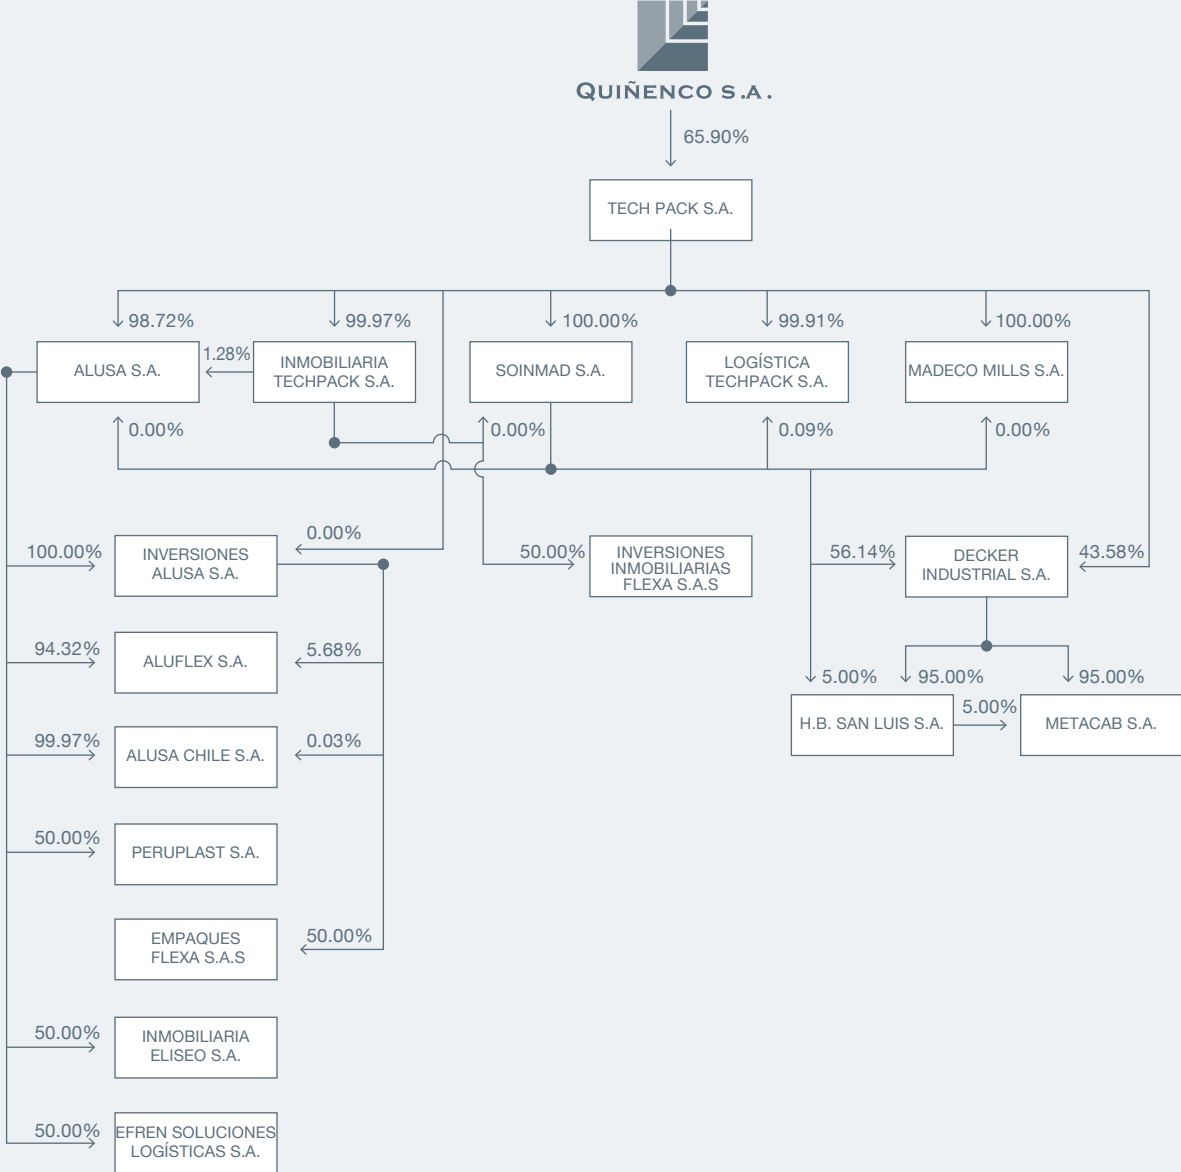 QUIÑENCO S.A.
65.90%
TECH PACK S.A.
98.72%
99.97%
100.00%
99.91%
100.00%
ALUSA S.A.
1.28%
INMOBILIARIA
TECHPACK S.A.
SOINMAD S.A.
LOGÍSTICA
TECHPACK S.A.
MADECO MILLS S.A.
0.00%
0.00%
0.09%
0.00%
100.00%
INVERSIONES
ALUSA S.A.
0.00%
50.00%
INVERSIONES
INMOBILIARIAS
FLEXA S.A.S
56.14%
DECKER
INDUSTRIAL S.A.
43.58%
94.32%
ALUFLEX S.A.
5.68%
5.00%
95.00%
95.00%
H.B. SAN LUIS S.A.
5.00%
METACAB S.A.
99.97%
ALUSA CHILE S.A.
0.03%
50.00%
PERUPLAST S.A.
EMPAQUES
FLEXA S.A.S
50.00%
50.00%
INMOBILIARIA
ELISEO S.A.
50.00%
EFREN SOLUCIONES
LOGÍSTICAS S.A.